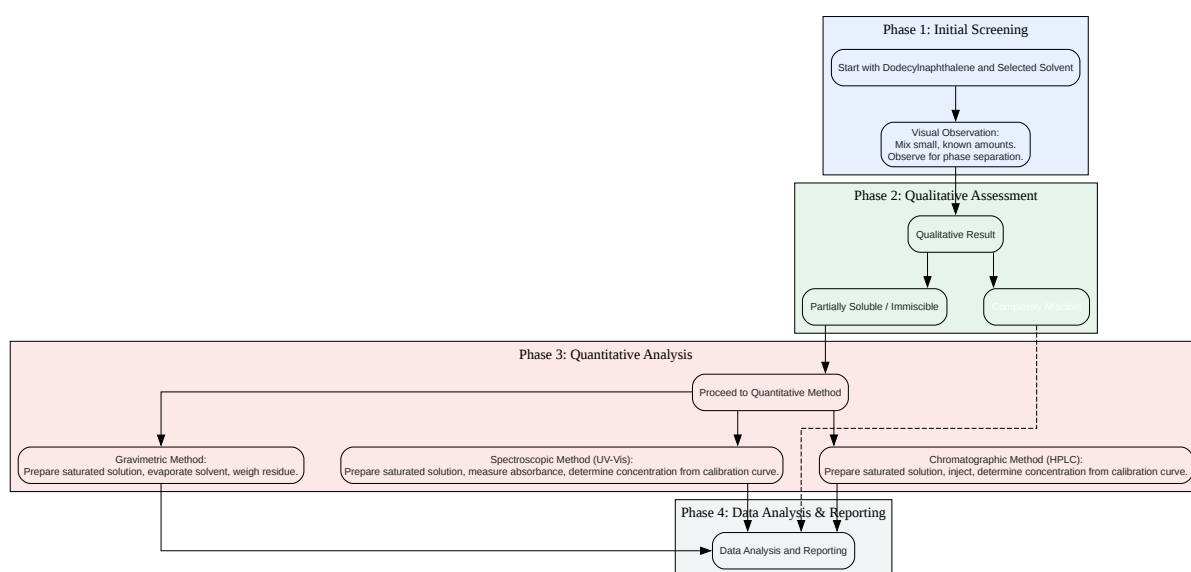 Phase 1: Initial Screening
Start with Dodecylnaphthalene and Selected Solvent
Visual Observation:
Mix small, known amounts.
Observe for phase separation.
Phase 2: Qualitative Assessment
Qualitative Result
Partially Soluble / Immiscible
Completely Miscible
Phase 3: Quantitative Analysis
Proceed to Quantitative Method
Gravimetric Method:
Prepare saturated solution, evaporate solvent, weigh residue.
Spectroscopic Method (UV-Vis):
Prepare saturated solution, measure absorbance, determine concentration from calibration curve.
Chromatographic Method (HPLC):
Prepare saturated solution, inject, determine concentration from calibration curve.
Phase 4: Data Analysis & Reporting
Data Analysis and Reporting